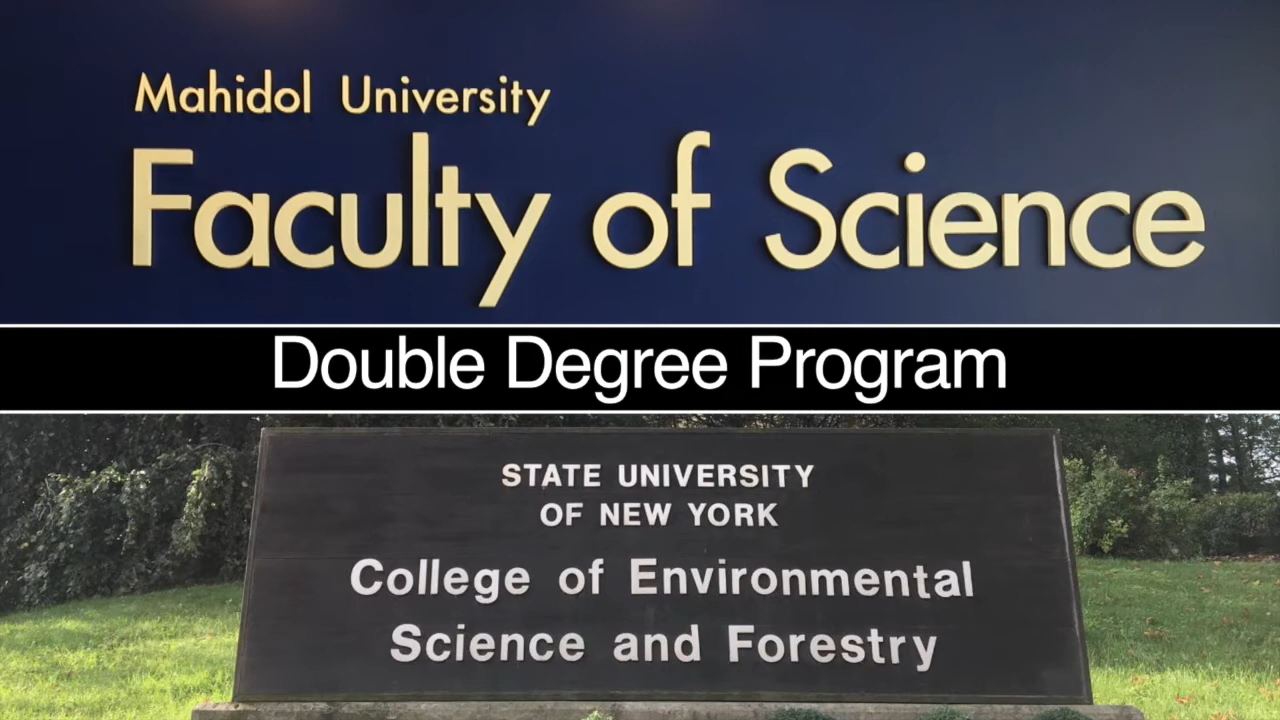 Mahidol University
Faculty of Science
Double Degree Program
STATE UNIVERSITY
OF NEW YORK
College of Environmental
Science and Forestry